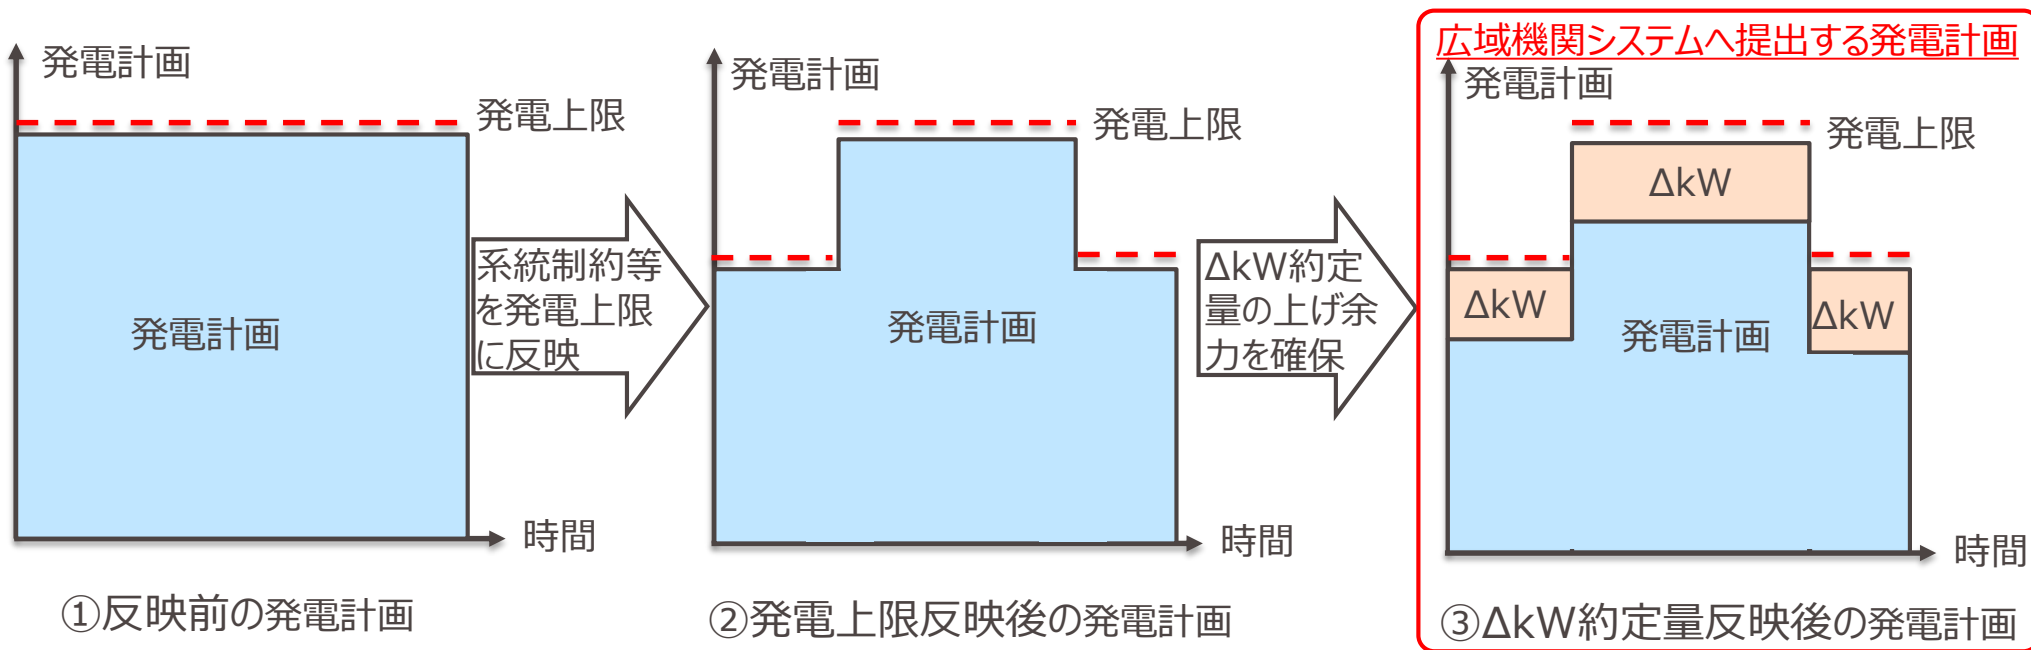 発電計画
発電上限
発電計画
時間
①反映前の発電計画
系統制約等
を発電上限
に反映
発電計画
発電上限
発電計画
時間
②発電上限反映後の発電計画
ΔkW約定
量の上げ余
力を確保
広域機関システムへ提出する発電計画
発電計画
発電上限
ΔkW
ΔkW
ΔkW
発電計画
時間
③ΔkW約定量反映後の発電計画